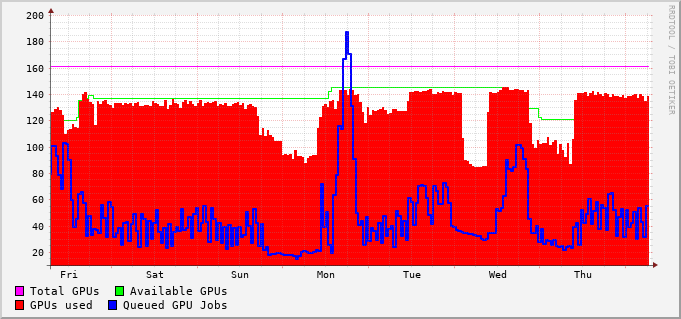 200
180
160
140
120
100
80
60
40
20
Fri Sat Sun Mon Tue Wed Thu
Total GPUs Available GPUs
GPUs used Queued GPU Jobs
RRDTOOL / TOBI OETIKER